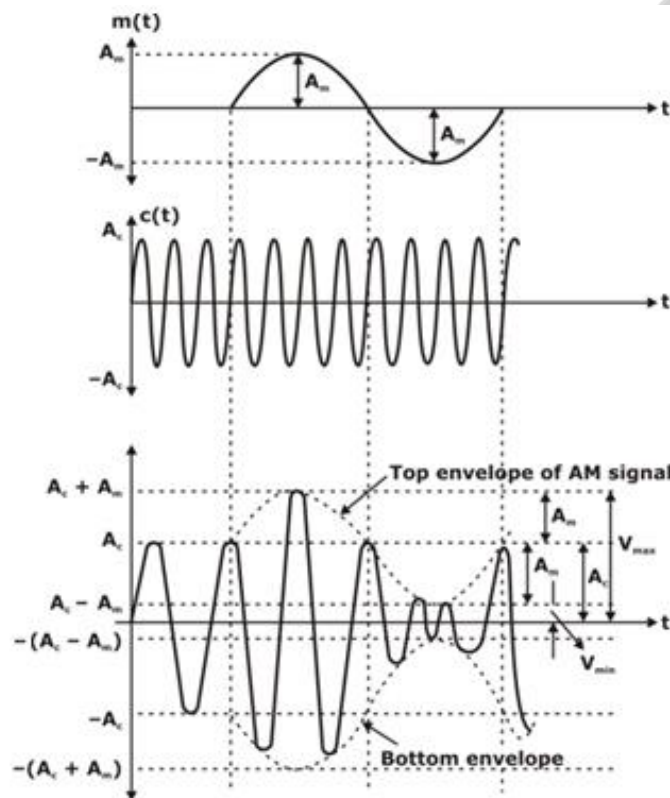 m(t)
Aₘ
Aₘ
t
Aₘ
−Aₘ
c(t)
A꜀
t
−A꜀
Top envelope of AM signal
A꜀ + Aₘ
Aₘ
A꜀
Vₘₐₓ
Aₘ
A꜀
A꜀ − Aₘ
t
−(A꜀ − Aₘ)
Vₘᵢₙ
−A꜀
Bottom envelope
−(A꜀ + Aₘ)